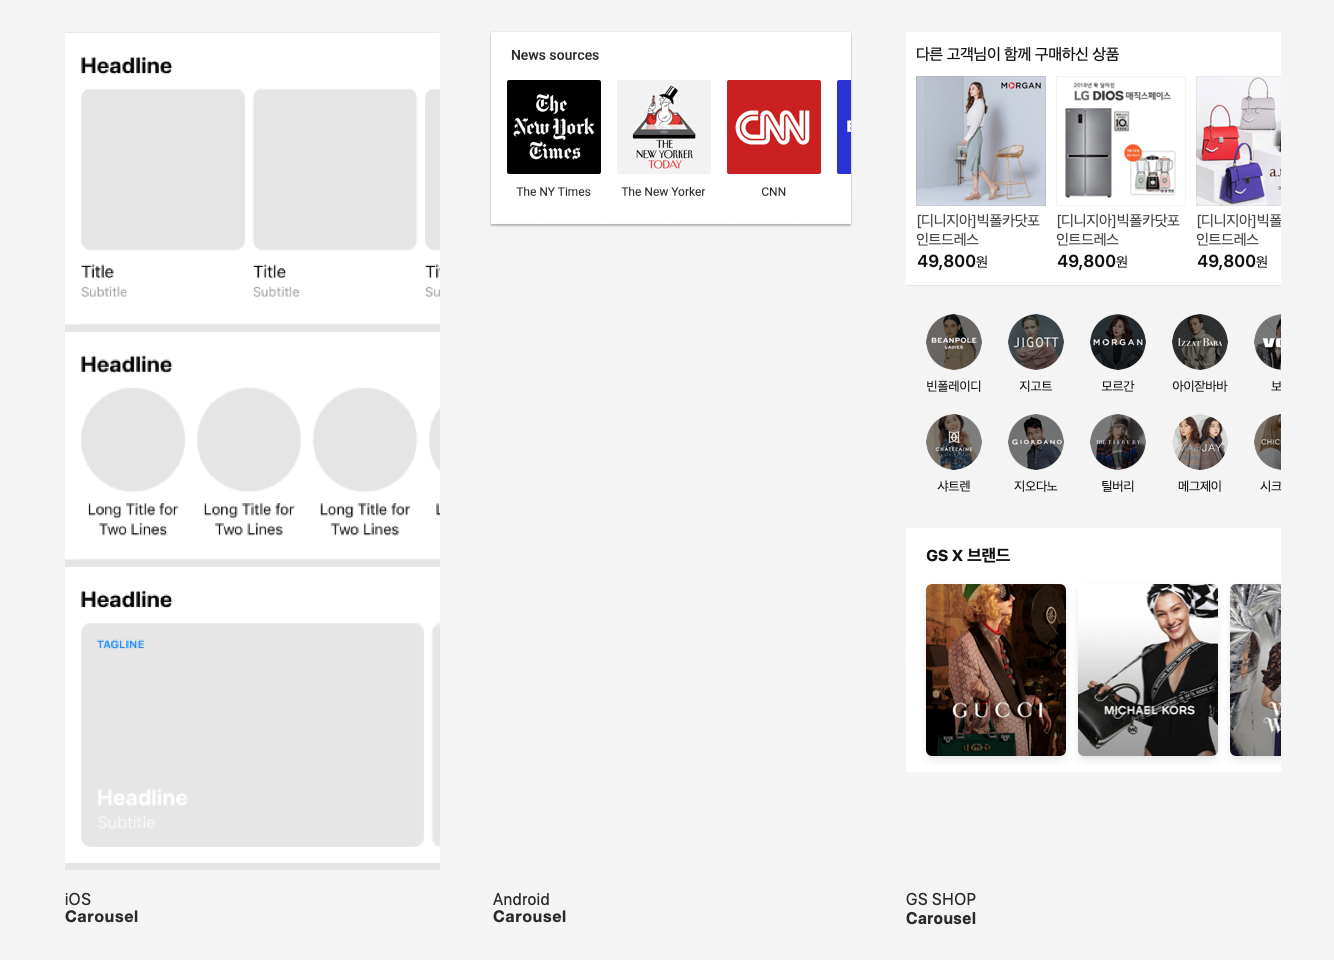 Headline
Title
Subtitle
Title
Subtitle
Ti
Su
Headline
Long Title for
Two Lines
Long Title for
Two Lines
Long Title for
Two Lines
L
Headline
TAGLINE
Headline
Subtitle
iOS
Carousel
News sources
The
New York
Times
The NY Times
THE
NEW YORKER
TODAY
The New Yorker
CNN
CNN
Android
Carousel
다른 고객님이 함께 구매하신 상품
MORGAN
[디니지아]빅폴카닷포
인트드레스
49,800원
2018년 확 달라진
LG DIOS 매직스페이스
10
[디니지아]빅폴카닷포
인트드레스
49,800원
a.
[디니지아]빅폴
인트드레스
49,800원
BEANPOLE
LADIES
빈폴레이디
JIGOTT
지고트
MORGAN
모르간
IZZAT BABA
아이잗바바
VO
보
CHATELAINE
샤트렌
GIORDANO
지오다노
THE TILBURY
틸버리
MAEJAY
메그제이
CHIC
시크
GS X 브랜드
GUCCI
MICHAEL KORS
W
W
GS SHOP
Carousel